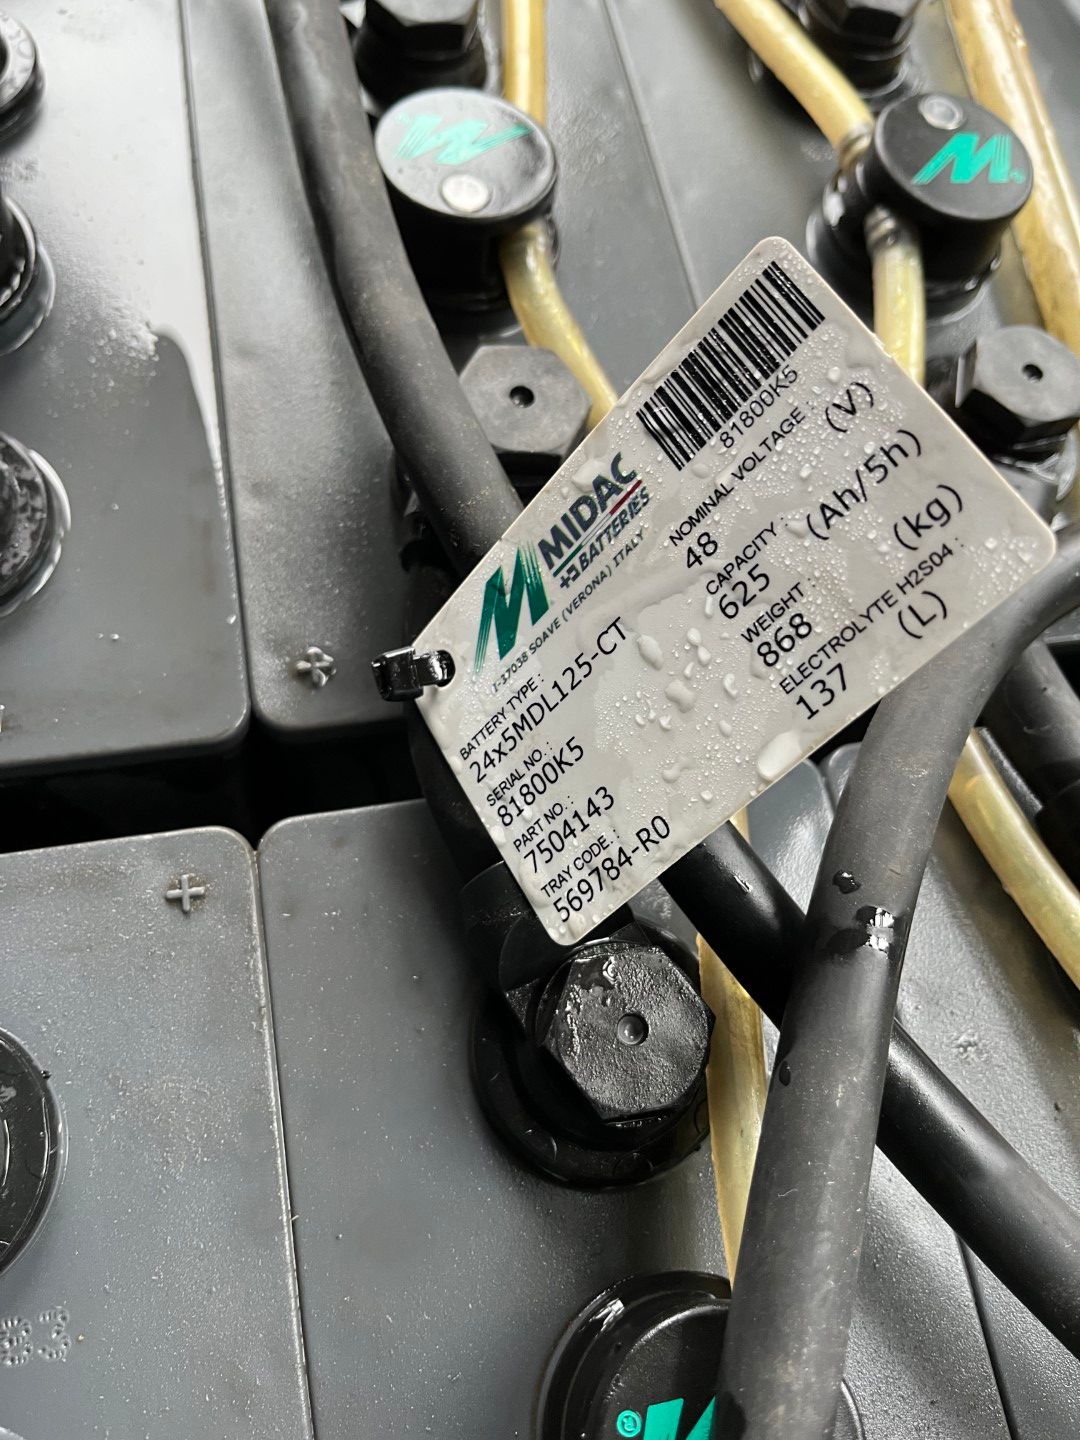 M
M
81800K5
MIDAC
BATTERIES
I-37038 SOAVE (VERONA) ITALY
NOMINAL VOLTAGE :
48 (V)
CAPACITY :
625 (Ah/5h)
WEIGHT :
868 (kg)
ELECTROLYTE H2S04 :
137 (L)
BATTERY TYPE :
24x5MDL125-CT
SERIAL NO. :
81800K5
PART NO. :
7504143
TRAY CODE :
569784-R0
+
+
®